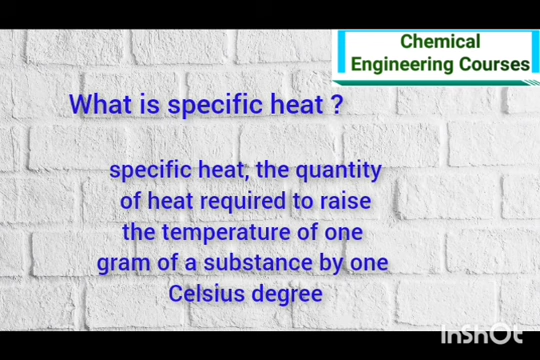 Chemical
Engineering Courses
What is specific heat ?
specific heat, the quantity
of heat required to raise
the temperature of one
gram of a substance by one
Celsius degree
InShOt